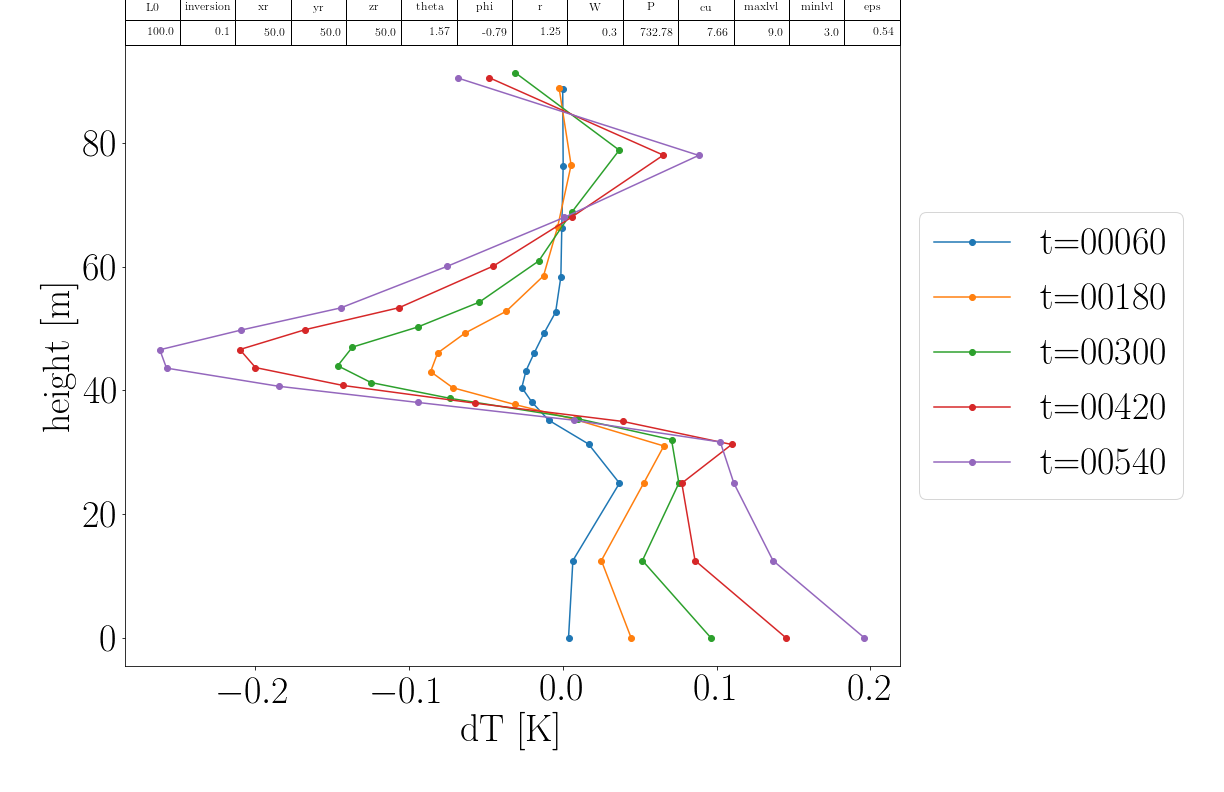 L0 inversion xr yr zr theta phi r W P cu maxlvl minlvl eps
100.0 0.1 50.0 50.0 50.0 1.57 -0.79 1.25 0.3 732.78 7.66 9.0 3.0 0.54
80
60
40
20
0
height [m]
−0.2 −0.1 0.0 0.1 0.2
dT [K]
t=00060
t=00180
t=00300
t=00420
t=00540